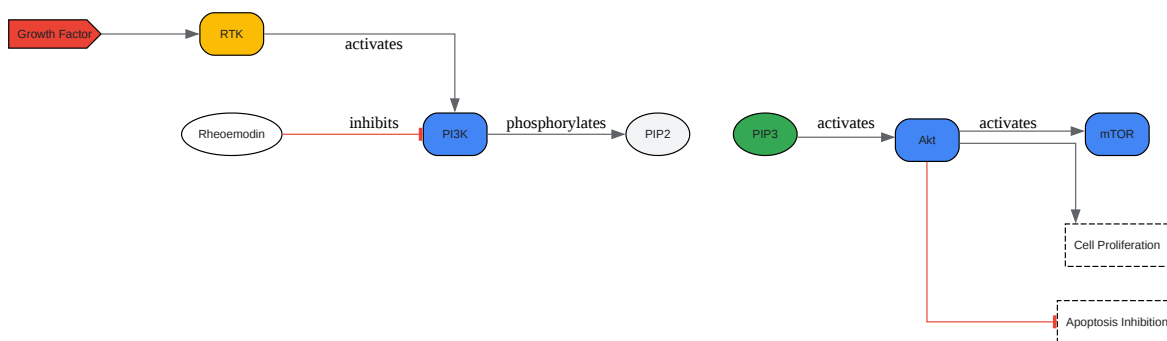 Growth Factor
RTK
activates
Rheoemodin
inhibits
PI3K
phosphorylates
PIP2
PIP3
activates
Akt
activates
mTOR
Cell Proliferation
Apoptosis Inhibition